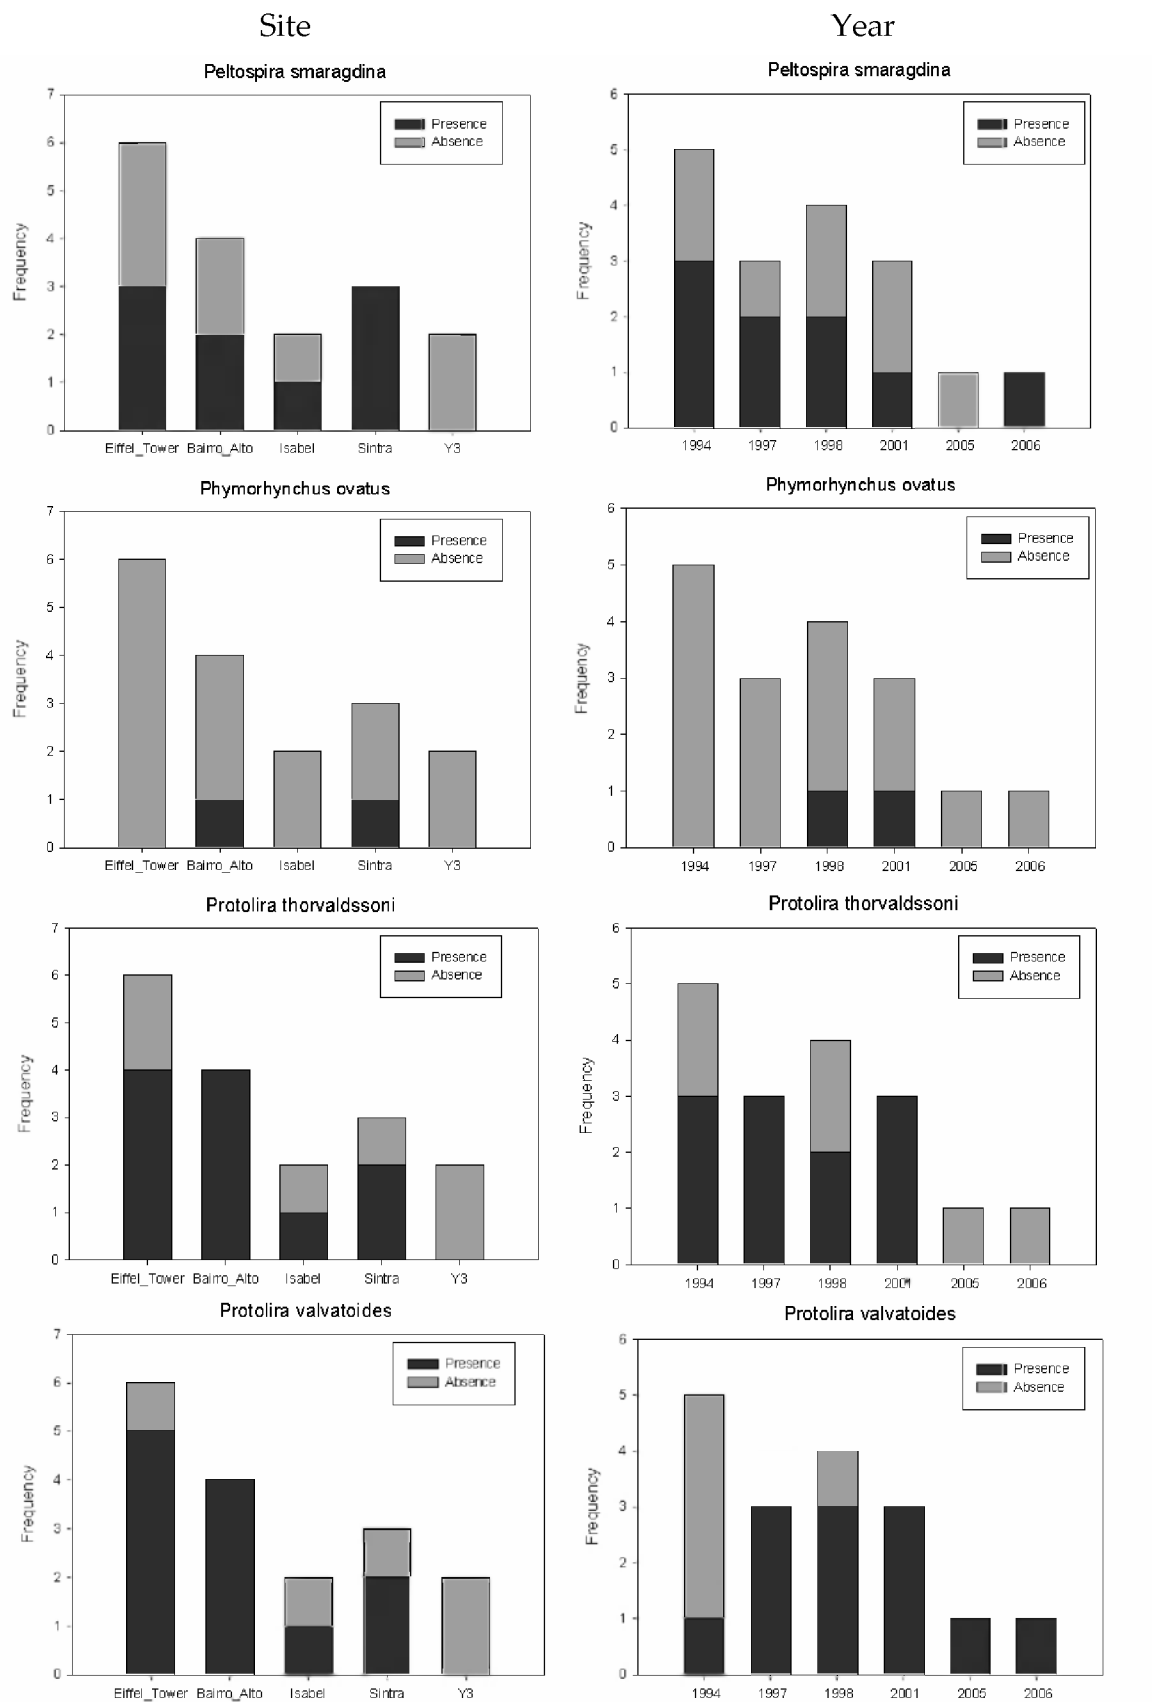 Site
Year
Peltospira smaragdina
7
6
5
4
3
2
1
0
Frequency
Presence
Absence
Eiffel_Tower Bairro_Alto Isabel Sintra Y3
Peltospira smaragdina
6
5
4
3
2
1
0
Frequency
Presence
Absence
1994 1997 1998 2001 2005 2006
Phymorhynchus ovatus
7
6
5
4
3
2
1
0
Frequency
Presence
Absence
Eiffel_Tower Bairro_Alto Isabel Sintra Y3
Phymorhynchus ovatus
6
5
4
3
2
1
0
Frequency
Presence
Absence
1994 1997 1998 2001 2005 2006
Protolira thorvaldssoni
7
6
5
4
3
2
1
0
Frequency
Presence
Absence
Eiffel_Tower Bairro_Alto Isabel Sintra Y3
Protolira thorvaldssoni
6
5
4
3
2
1
0
Frequency
Presence
Absence
1994 1997 1998 2001 2005 2006
Protolira valvatoides
7
6
5
4
3
2
1
0
Frequency
Presence
Absence
Eiffel_Tower Bairro_Alto Isabel Sintra Y3
Protolira valvatoides
6
5
4
3
2
1
0
Frequency
Presence
Absence
1994 1997 1998 2001 2005 2006